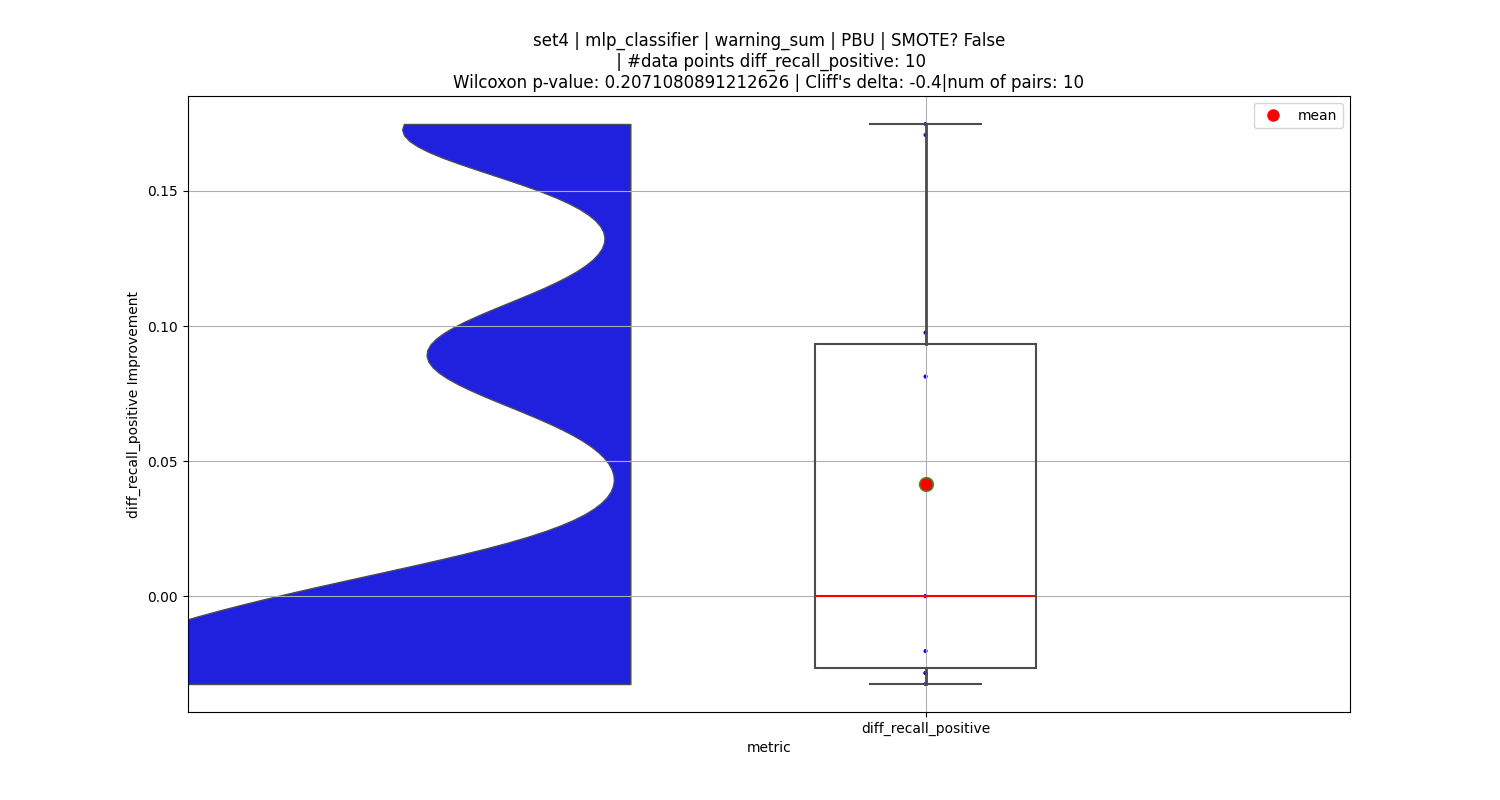 set4 | mlp_classifier | warning_sum | PBU | SMOTE? False
| #data points diff_recall_positive: 10
Wilcoxon p-value: 0.2071080891212626 | Cliff's delta: -0.4|num of pairs: 10
mean
0.15
0.10
0.05
0.00
diff_recall_positive Improvement
diff_recall_positive
metric